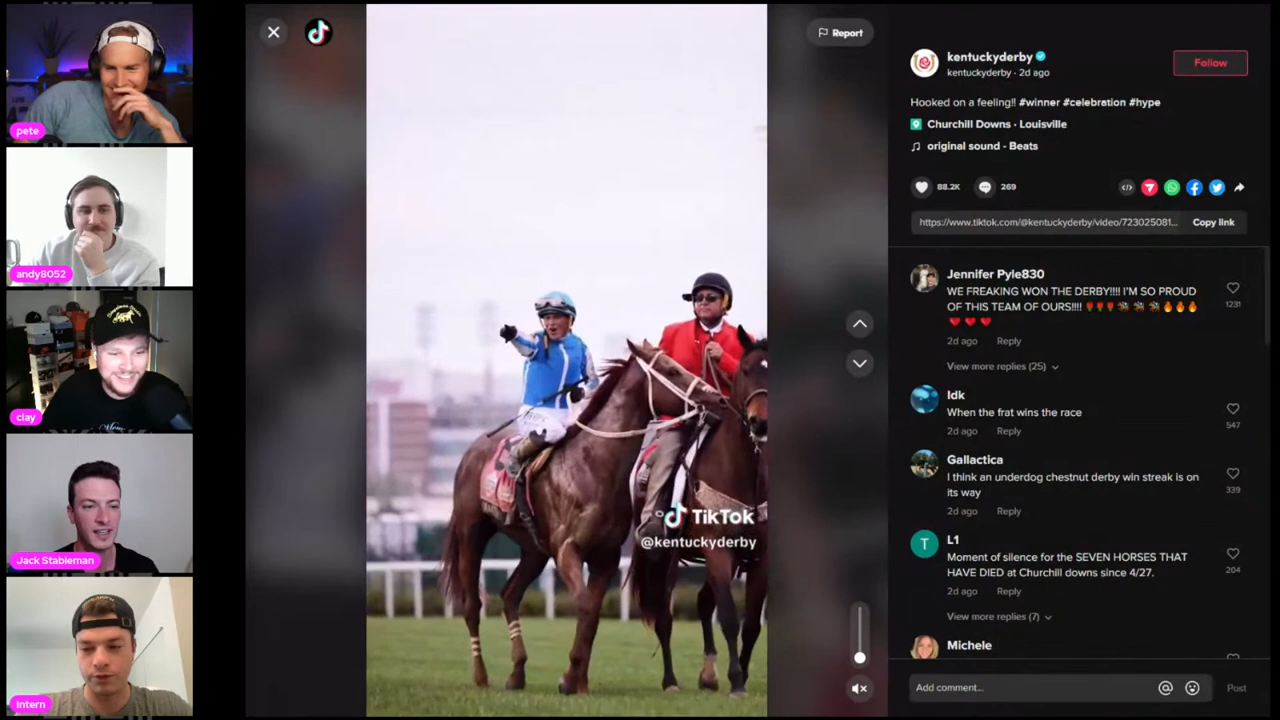 pete
andy8052
clay
Jack Stableman
Intern
Report
TikTok
@kentuckyderby
kentuckyderby
kentuckyderby · 2d ago
Follow
Hooked on a feeling!! #winner #celebration #hype
Churchill Downs · Louisville
original sound - Beats
88.2K
269
https://www.tiktok.com/@kentuckyderby/video/723025081...
Copy link
Jennifer Pyle830
WE FREAKING WON THE DERBY!!!! I'M SO PROUD
OF THIS TEAM OF OURS!!!! 🌹🌹🌹🏇🏇🏇🔥🔥🔥
❤️❤️❤️
1231
2d ago Reply
View more replies (25)
Idk
When the frat wins the race
547
2d ago Reply
Gallactica
I think an underdog chestnut derby win streak is on
its way
339
2d ago Reply
T
L1
Moment of silence for the SEVEN HORSES THAT
HAVE DIED at Churchill downs since 4/27.
204
2d ago Reply
View more replies (7)
Michele
Add comment...
Post